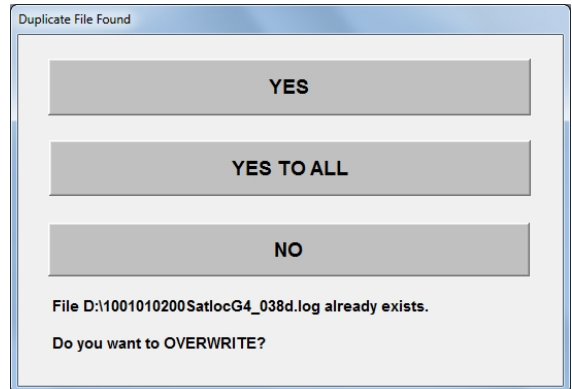 Duplicate File Found
YES
YES TO ALL
NO
File D:\1001010200SatlocG4_038d.log already exists.
Do you want to OVERWRITE?